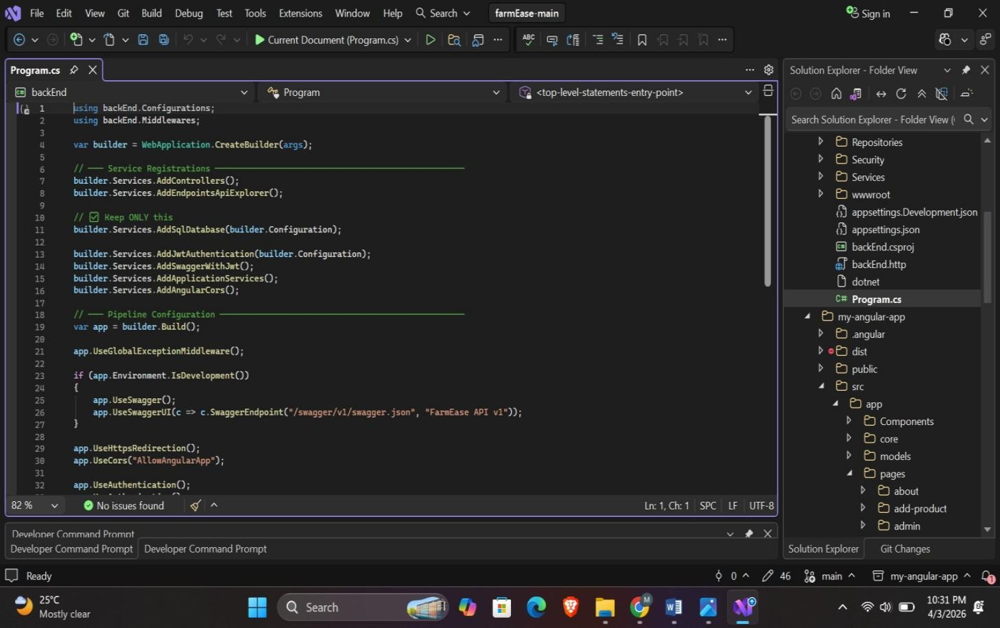 File Edit View Git Build Debug Test Tools Extensions Window Help Search farmEase-main Sign in
Current Document (Program.cs)
Program.cs
Solution Explorer - Folder View
backEnd Program <top-level-statements-entry-point>
Search Solution Explorer - Folder View (
1 using backEnd.Configurations;
2 using backEnd.Middlewares;
3
4 var builder = WebApplication.CreateBuilder(args);
5
6 // ── Service Registrations ──────────────────────────
7 builder.Services.AddControllers();
8 builder.Services.AddEndpointsApiExplorer();
9
10 // ✅ Keep ONLY this
11 builder.Services.AddSqlDatabase(builder.Configuration);
12
13 builder.Services.AddJwtAuthentication(builder.Configuration);
14 builder.Services.AddSwaggerWithJwt();
15 builder.Services.AddApplicationServices();
16 builder.Services.AddAngularCors();
17
18 // ── Pipeline Configuration ──────────────────────────
19 var app = builder.Build();
20
21 app.UseGlobalExceptionMiddleware();
22
23 if (app.Environment.IsDevelopment())
24 {
25 app.UseSwagger();
26 app.UseSwaggerUI(c => c.SwaggerEndpoint("/swagger/v1/swagger.json", "FarmEase API v1"));
27 }
28
29 app.UseHttpsRedirection();
30 app.UseCors("AllowAngularApp");
31
32 app.UseAuthentication();
Repositories
Security
Services
wwwroot
appsettings.Development.json
appsettings.json
backEnd.csproj
backEnd.http
dotnet
C# Program.cs
my-angular-app
.angular
dist
public
src
app
Components
core
models
pages
about
add-product
admin
82 % No issues found Ln: 1, Ch: 1 SPC LF UTF-8
Developer Command Prompt
Developer Command Prompt Developer Command Prompt
Solution Explorer Git Changes
Ready 0 46 main my-angular-app 1
25°C
Mostly clear
Search
10:31 PM
4/3/2026